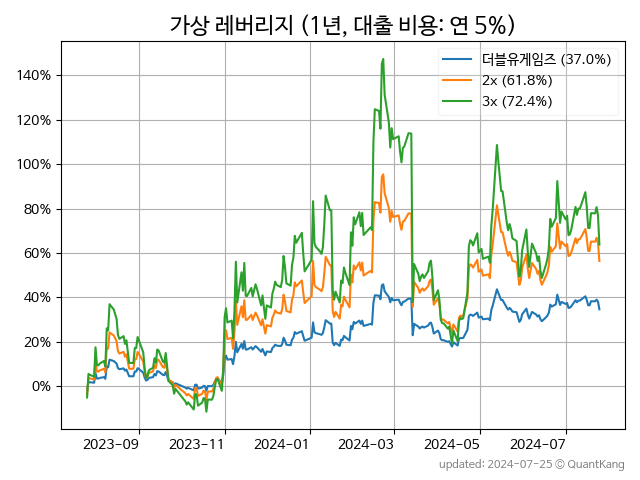 가상 레버리지 (1년, 대출 비용: 연 5%)
더블유게임즈 (37.0%)
2x (61.8%)
3x (72.4%)
140%
120%
100%
80%
60%
40%
20%
0%
2023-09
2023-11
2024-01
2024-03
2024-05
2024-07
updated: 2024-07-25 © QuantKang